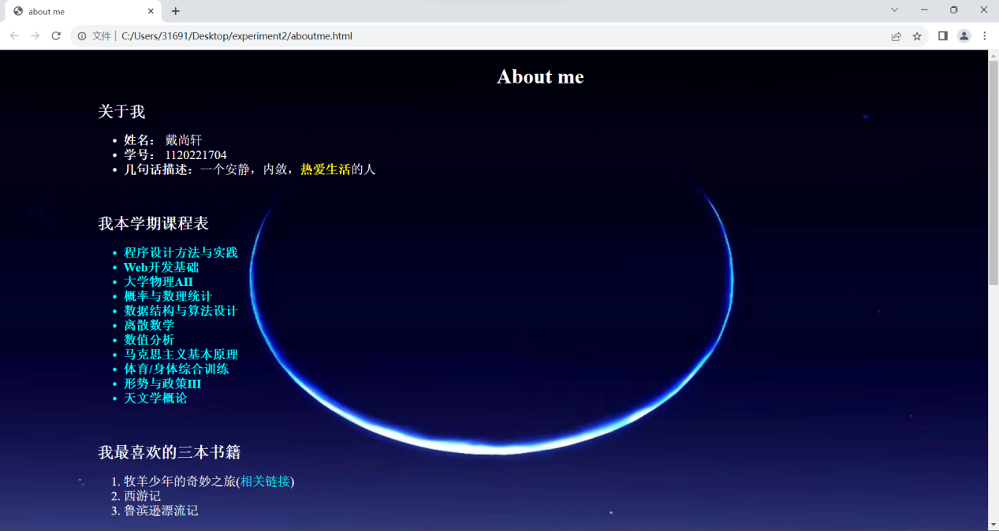 about me
文件 | C:/Users/31691/Desktop/experiment2/aboutme.html
About me
关于我
• 姓名： 戴尚轩
• 学号： 1120221704
• 几句话描述：一个安静，内敛，热爱生活的人
我本学期课程表
• 程序设计方法与实践
• Web开发基础
• 大学物理AII
• 概率与数理统计
• 数据结构与算法设计
• 离散数学
• 数值分析
• 马克思主义基本原理
• 体育/身体综合训练
• 形势与政策III
• 天文学概论
我最喜欢的三本书籍
1. 牧羊少年的奇妙之旅(相关链接)
2. 西游记
3. 鲁滨逊漂流记